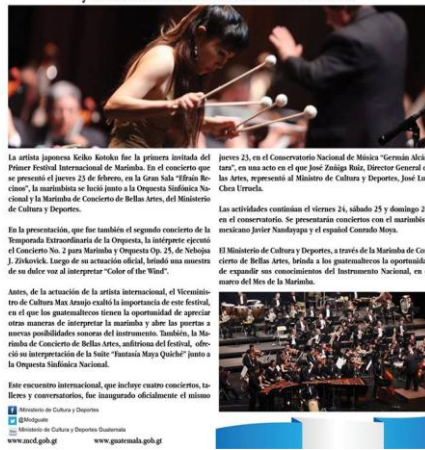 La artista japonesa Keiko Kotoku fue la primera invitada del
Primer Festival Internacional de Marimba. En el concierto que
se presentó el jueves 23 de febrero, en la Gran Sala "Efraín Re-
cinos", la marimbista se lució junto a la Orquesta Sinfónica Na-
cional y la Marimba de Concierto de Bellas Artes, del Ministerio
de Cultura y Deportes.
En la presentación, que fue también el segundo concierto de la
Temporada Extraordinaria de la Orquesta, la intérprete ejecutó
el Concierto No. 2 para Marimba y Orquesta Op. 25, de Nebojsa
J. Zivkovick. Luego de su actuación oficial, brindó una muestra
de su dulce voz al interpretar "Color of the Wind".
Antes, de la actuación de la artista internacional, el Viceminis-
tro de Cultura Max Araujo exaltó la importancia de este festival,
en el que los guatemaltecos tienen la oportunidad de apreciar
otras maneras de interpretar la marimba y abre las puertas a
nuevas posibilidades sonoras del instrumento. También, la Ma-
rimba de Concierto de Bellas Artes, anfitriona del festival, ofre-
ció su interpretación de la Suite "Fantasía Maya Quiché" junto a
la Orquesta Sinfónica Nacional.
Este encuentro internacional, que incluye cuatro conciertos, ta-
lleres y conversatorios, fue inaugurado oficialmente el mismo
jueves 23, en el Conservatorio Nacional de Música "Germán Alcán
tara", en una acto en el que José Zuñiga Ruiz, Director General
las Artes, representó al Ministro de Cultura y Deportes, José Lu
Chea Urruela.
Las actividades continúan el viernes 24, sábado 25 y domingo 2
en el conservatorio. Se presentarán conciertos con el marimbis
mexicano Javier Nandayapa y el español Conrado Moya.
El Ministerio de Cultura y Deportes, a través de la Marimba de Con
cierto de Bellas Artes, brinda a los guatemaltecos la oportunida
de expandir sus conocimientos del Instrumento Nacional, en
marco del Mes de la Marimba.
Ministerio de Cultura y Deportes
@Mcdguate
Ministerio de Cultura y Deportes Guatemala
www.mcd.gob.gt www.guatemala.gob.gt